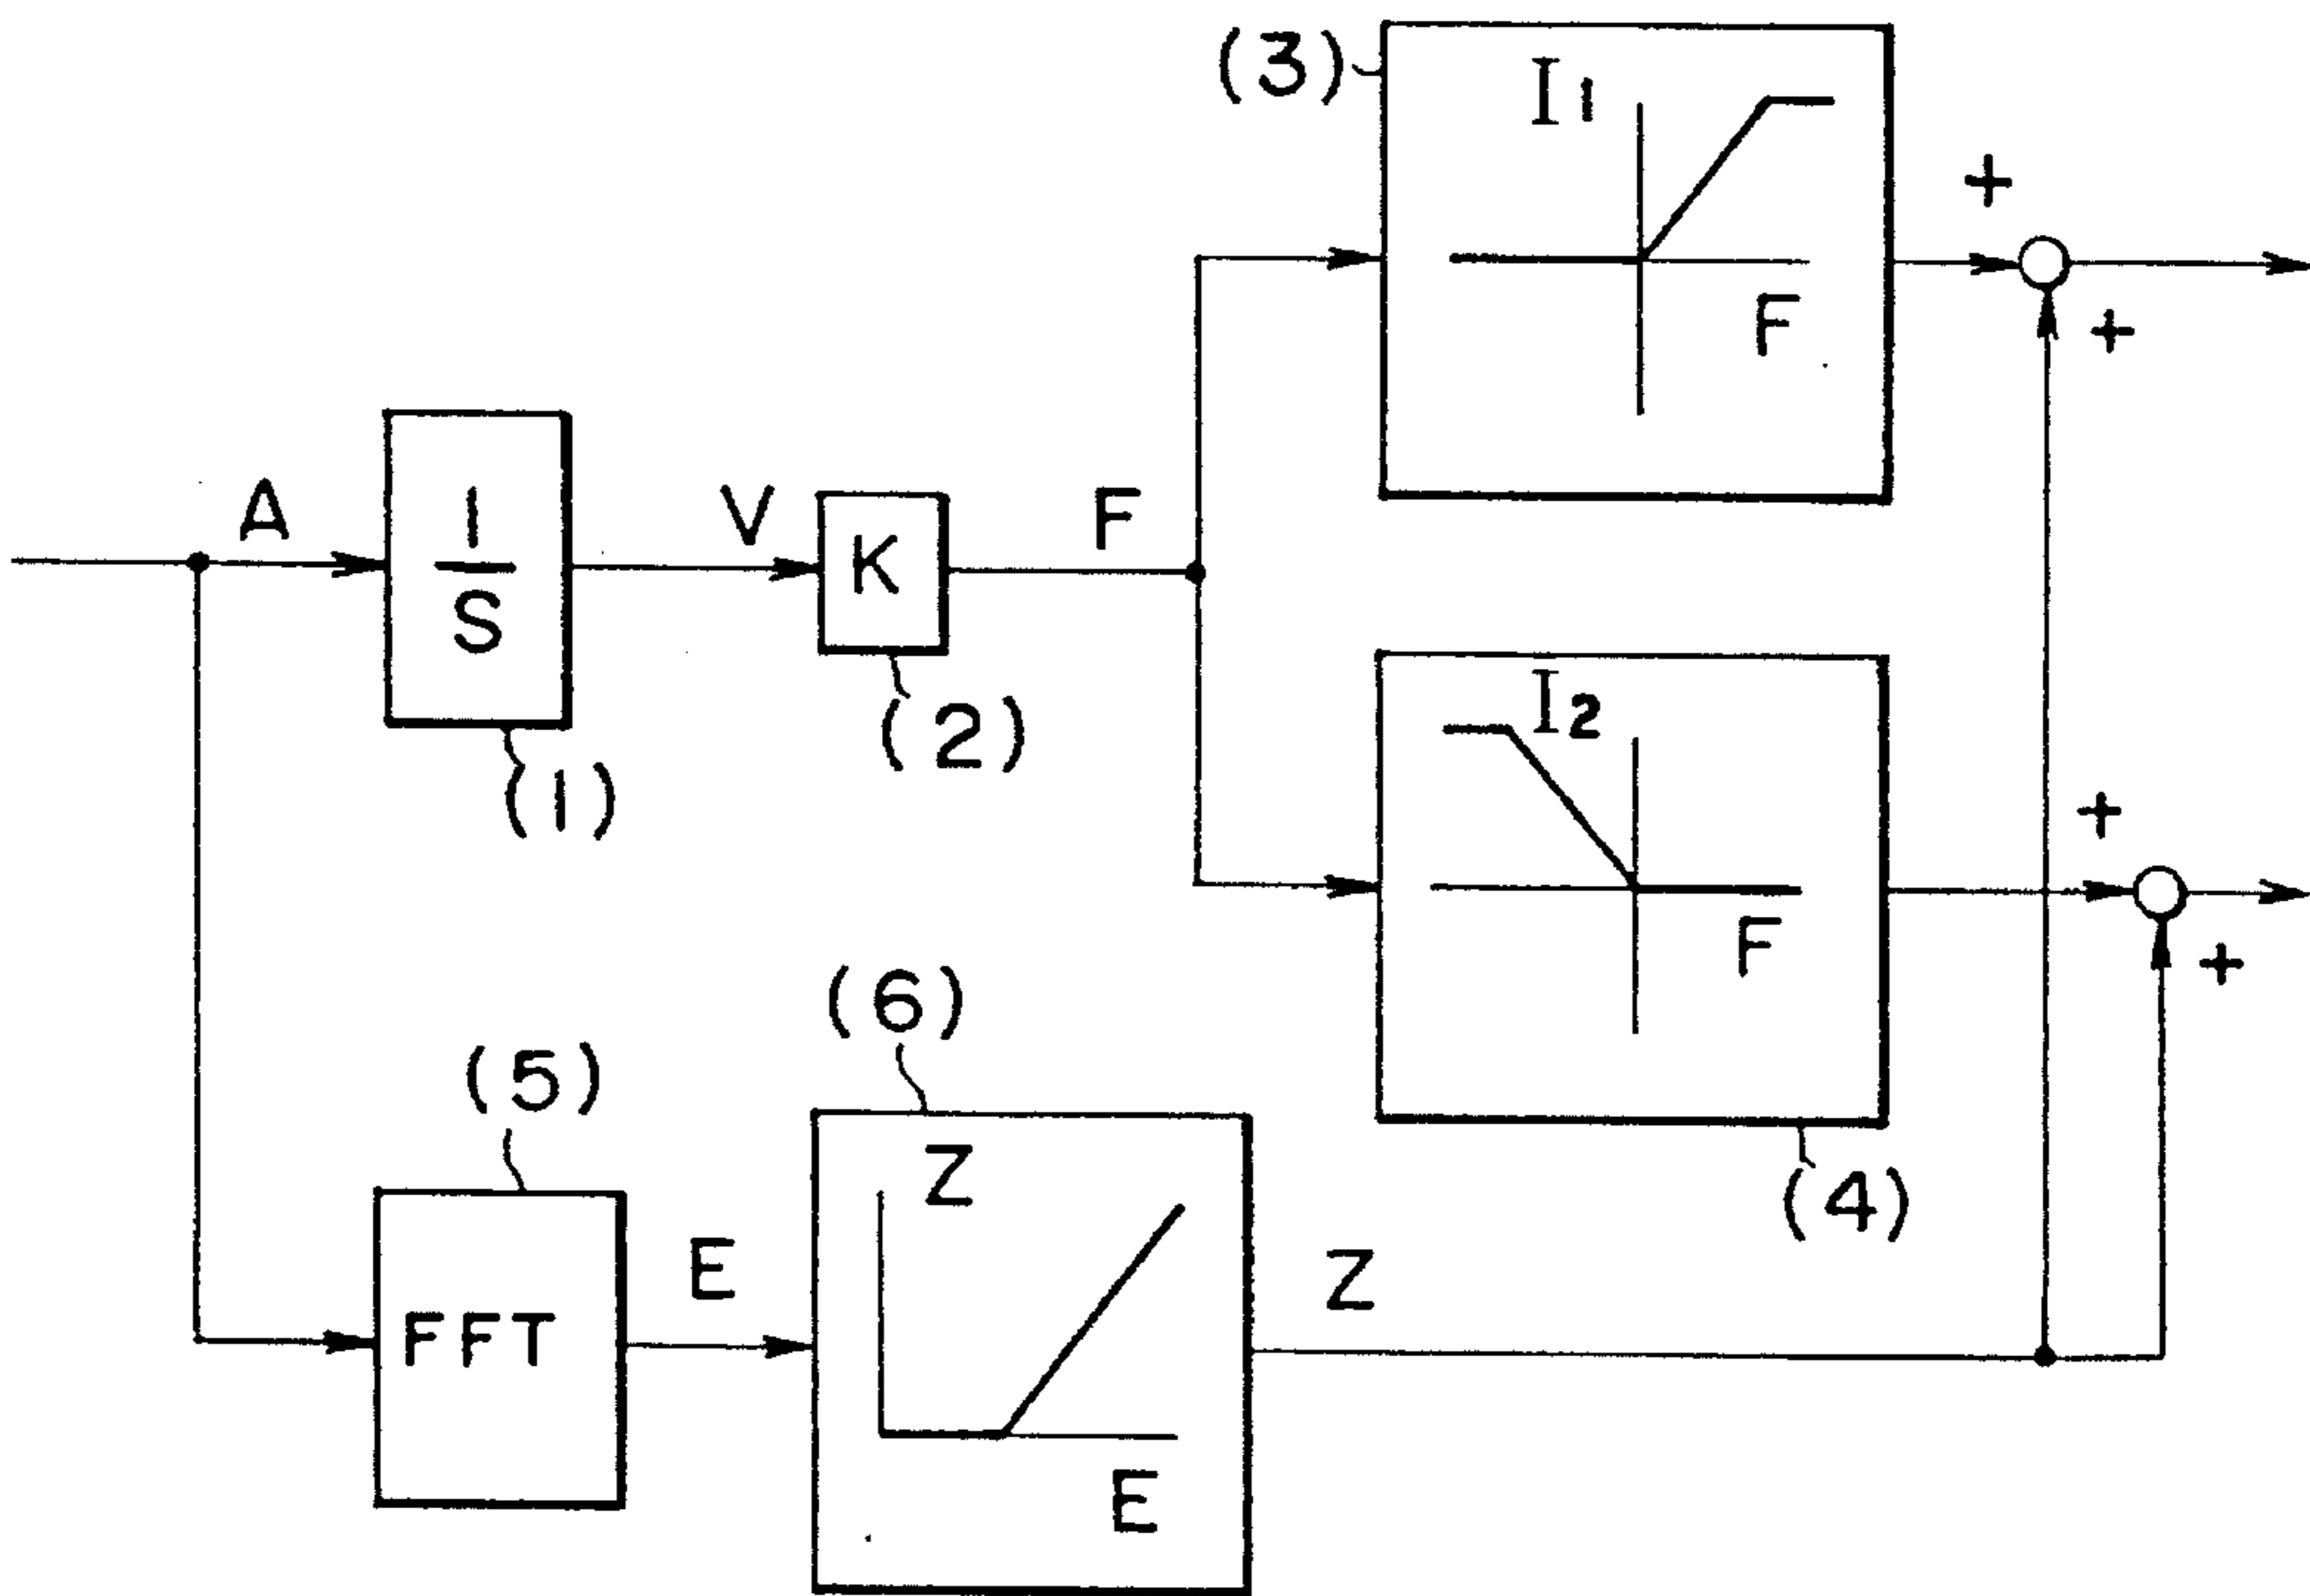 (3)
I1
+
F
+
A
1
S
V
K
F
(2)
(1)
I2
+
F
+
(6)
(5)
(4)
Z
E
FFT
Z
E